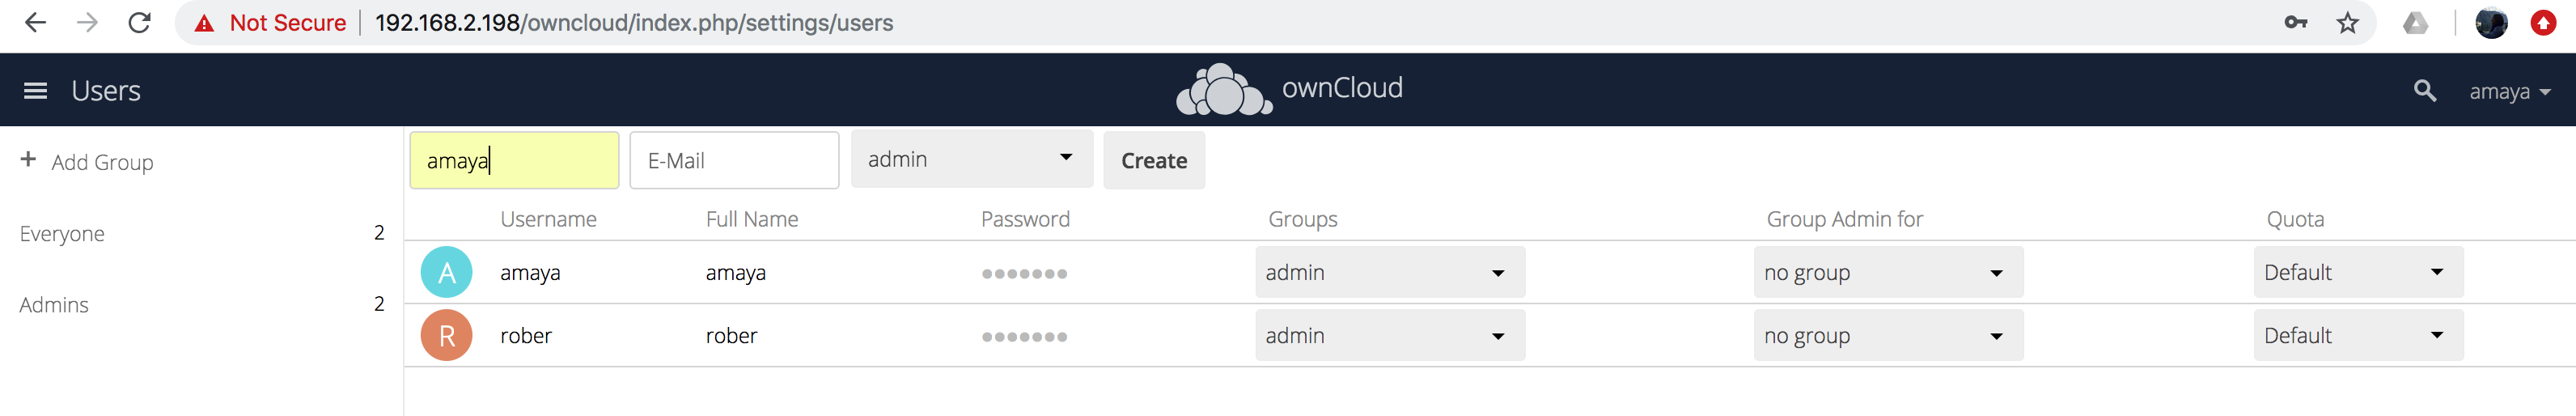 Not Secure 192.168.2.198/owncloud/index.php/settings/users
Users ownCloud amaya
+ Add Group
amaya E-Mail admin Create
Username Full Name Password Groups Group Admin for Quota
Everyone 2
A amaya amaya ●●●●●●● admin no group Default
Admins 2
R rober rober ●●●●●●● admin no group Default